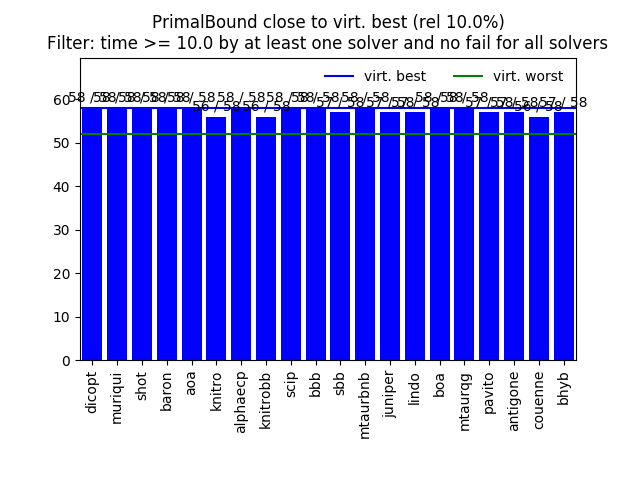 PrimalBound close to virt. best (rel 10.0%)
Filter: time >= 10.0 by at least one solver and no fail for all solvers
virt. best
virt. worst
58 / 58
58 / 58
58 / 58
58 / 58
58 / 58
56 / 58
58 / 58
56 / 58
58 / 58
58 / 58
57 / 58
58 / 58
57 / 58
57 / 58
58 / 58
58 / 58
57 / 58
57 / 58
56 / 58
57 / 58
60
50
40
30
20
10
0
dicopt
muriqui
shot
baron
aoa
knitro
alphaecp
knitrobb
scip
bbb
sbb
mtaurbnb
juniper
lindo
boa
mtaurqg
pavito
antigone
couenne
bhyb